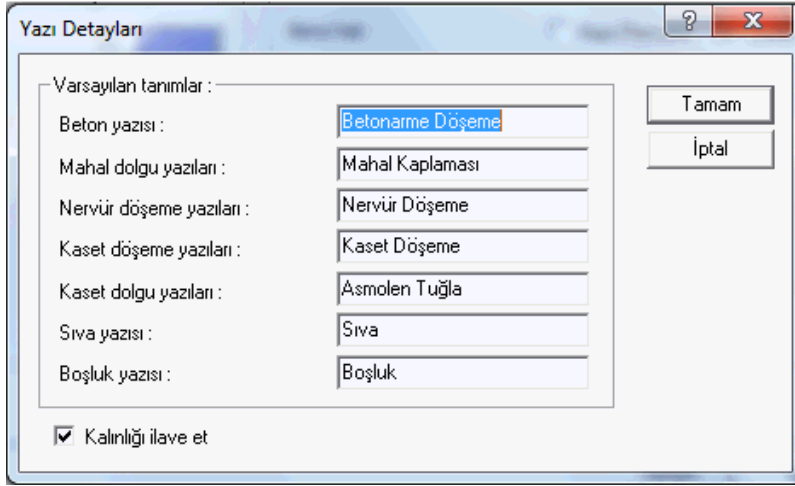 Yazı Detayları
Varsayılan tanımlar :
Beton yazısı : Betonarme Döşeme
Mahal dolgu yazıları : Mahal Kaplaması
Nervür döşeme yazıları : Nervür Döşeme
Kaset döşeme yazıları : Kaset Döşeme
Kaset dolgu yazıları : Asmolen Tuğla
Sıva yazısı : Sıva
Boşluk yazısı : Boşluk
Kalınlığı ilave et
Tamam
İptal